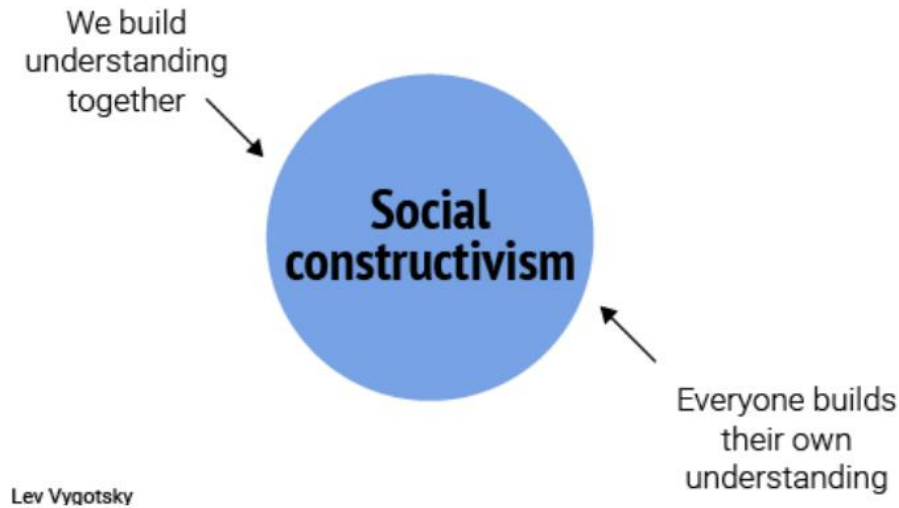 We build
understanding
together
Social
constructivism
Everyone builds
their own
understanding
Lev Vygotsky